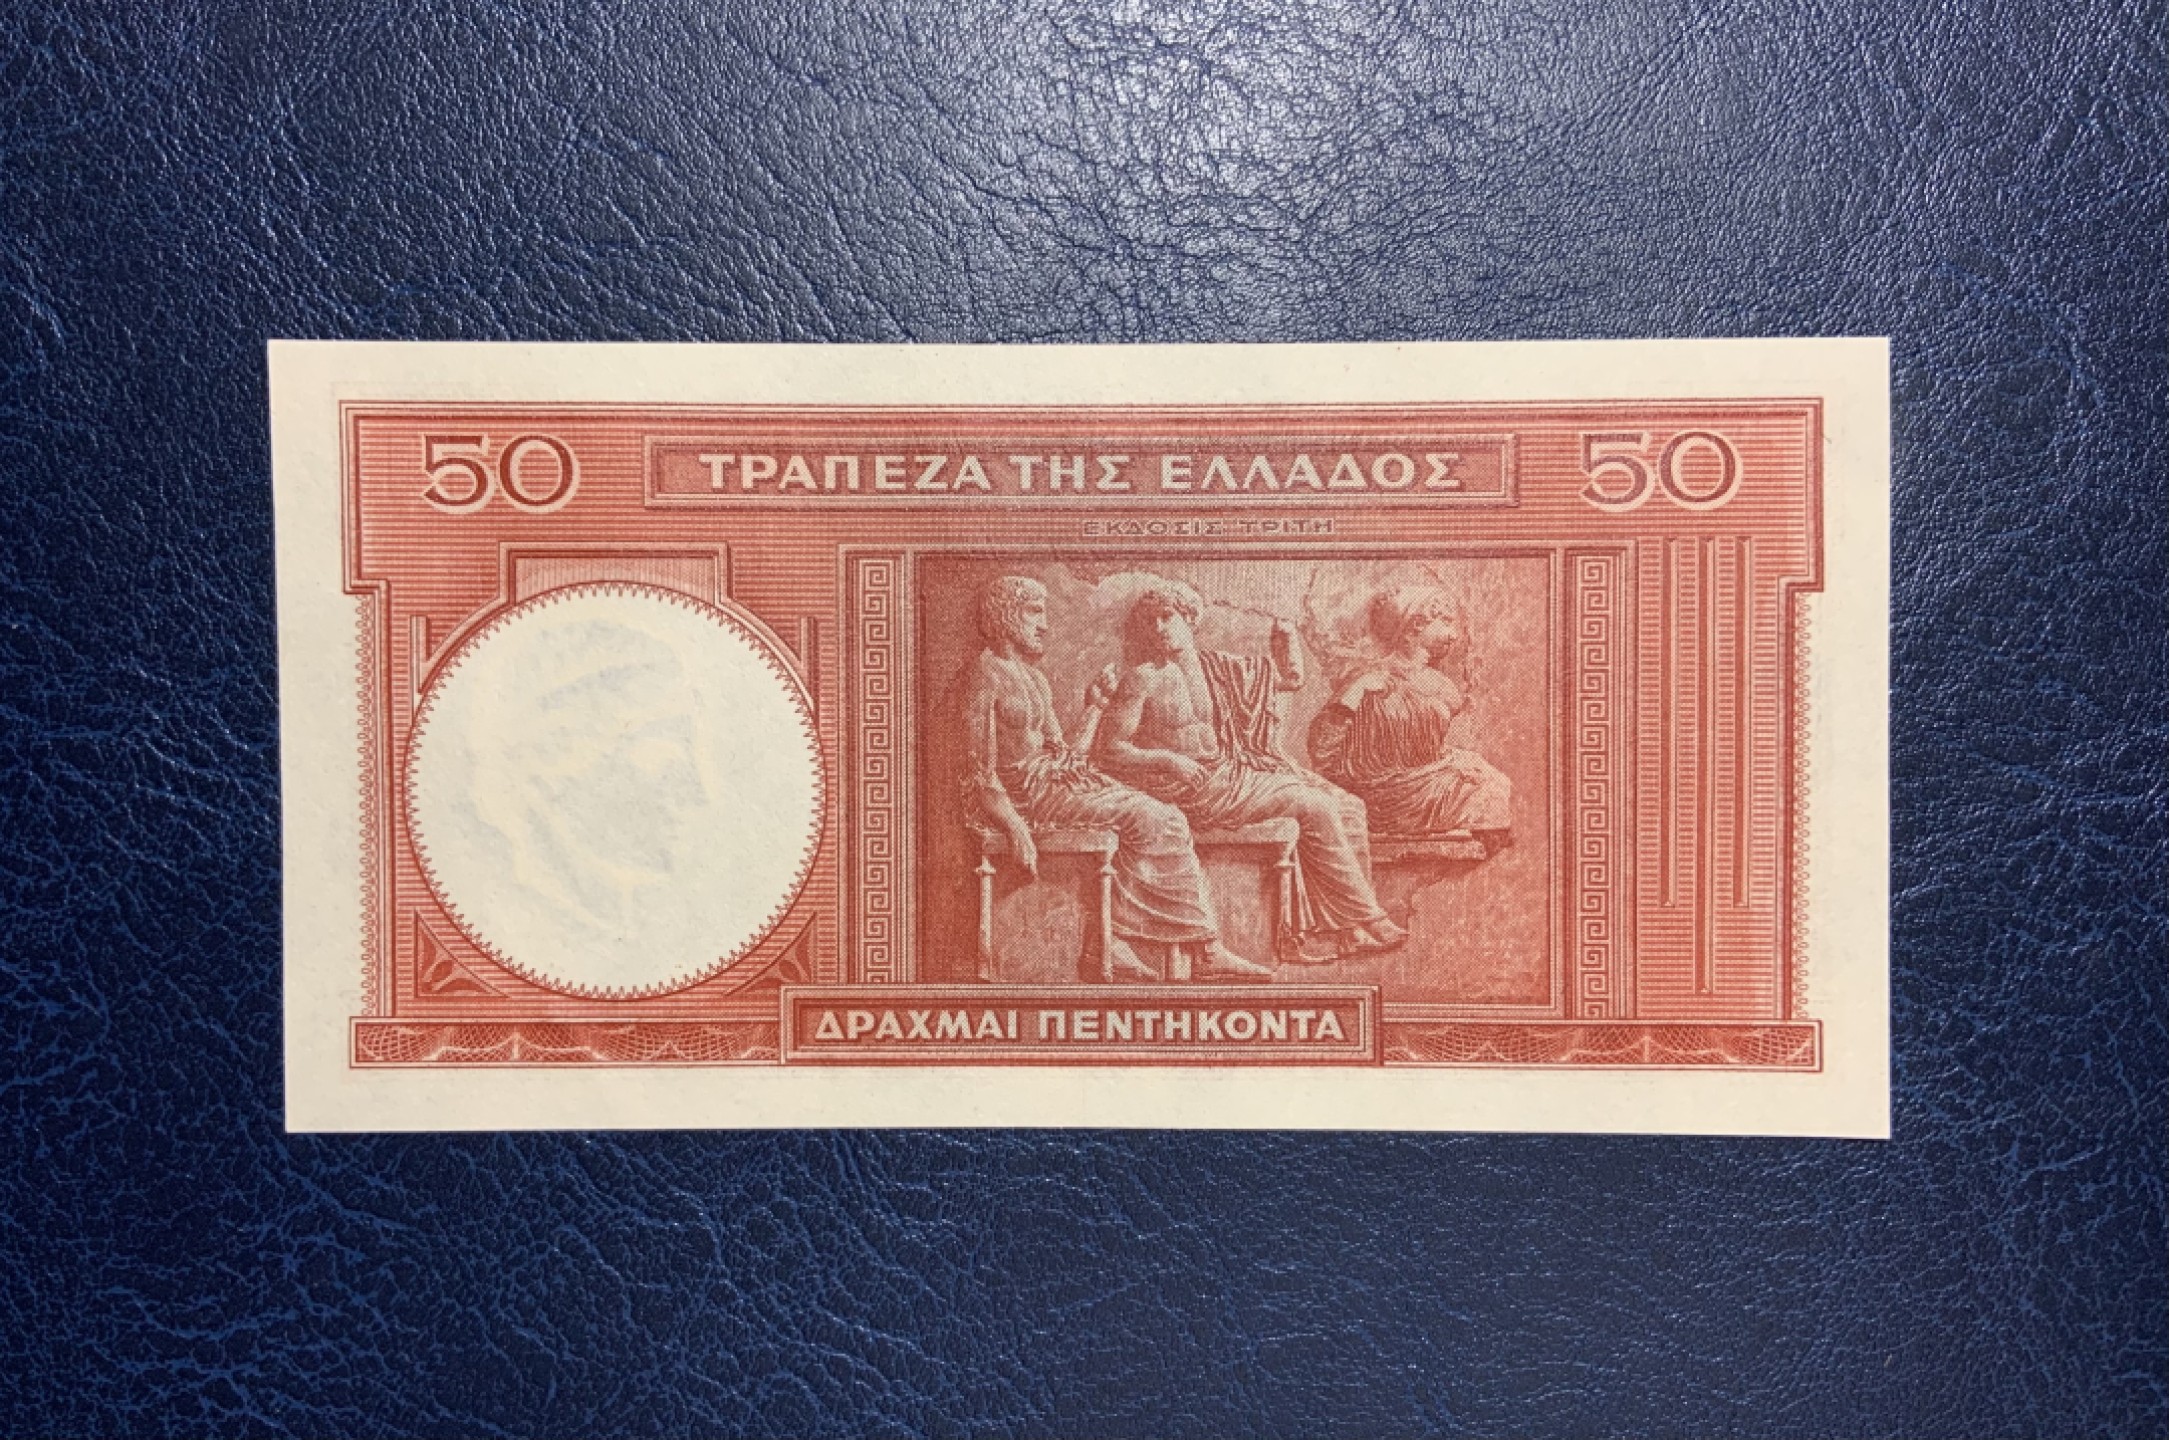 50 ΤΡΑΠΕΖΑ ΤΗΣ ΕΛΛΑΔΟΣ 50
ΕΚΔΟΣΙΣ ΤΡΙΤΗ
ΔΡΑΧΜΑΙ ΠΕΝΤΗΚΟΝΤΑ